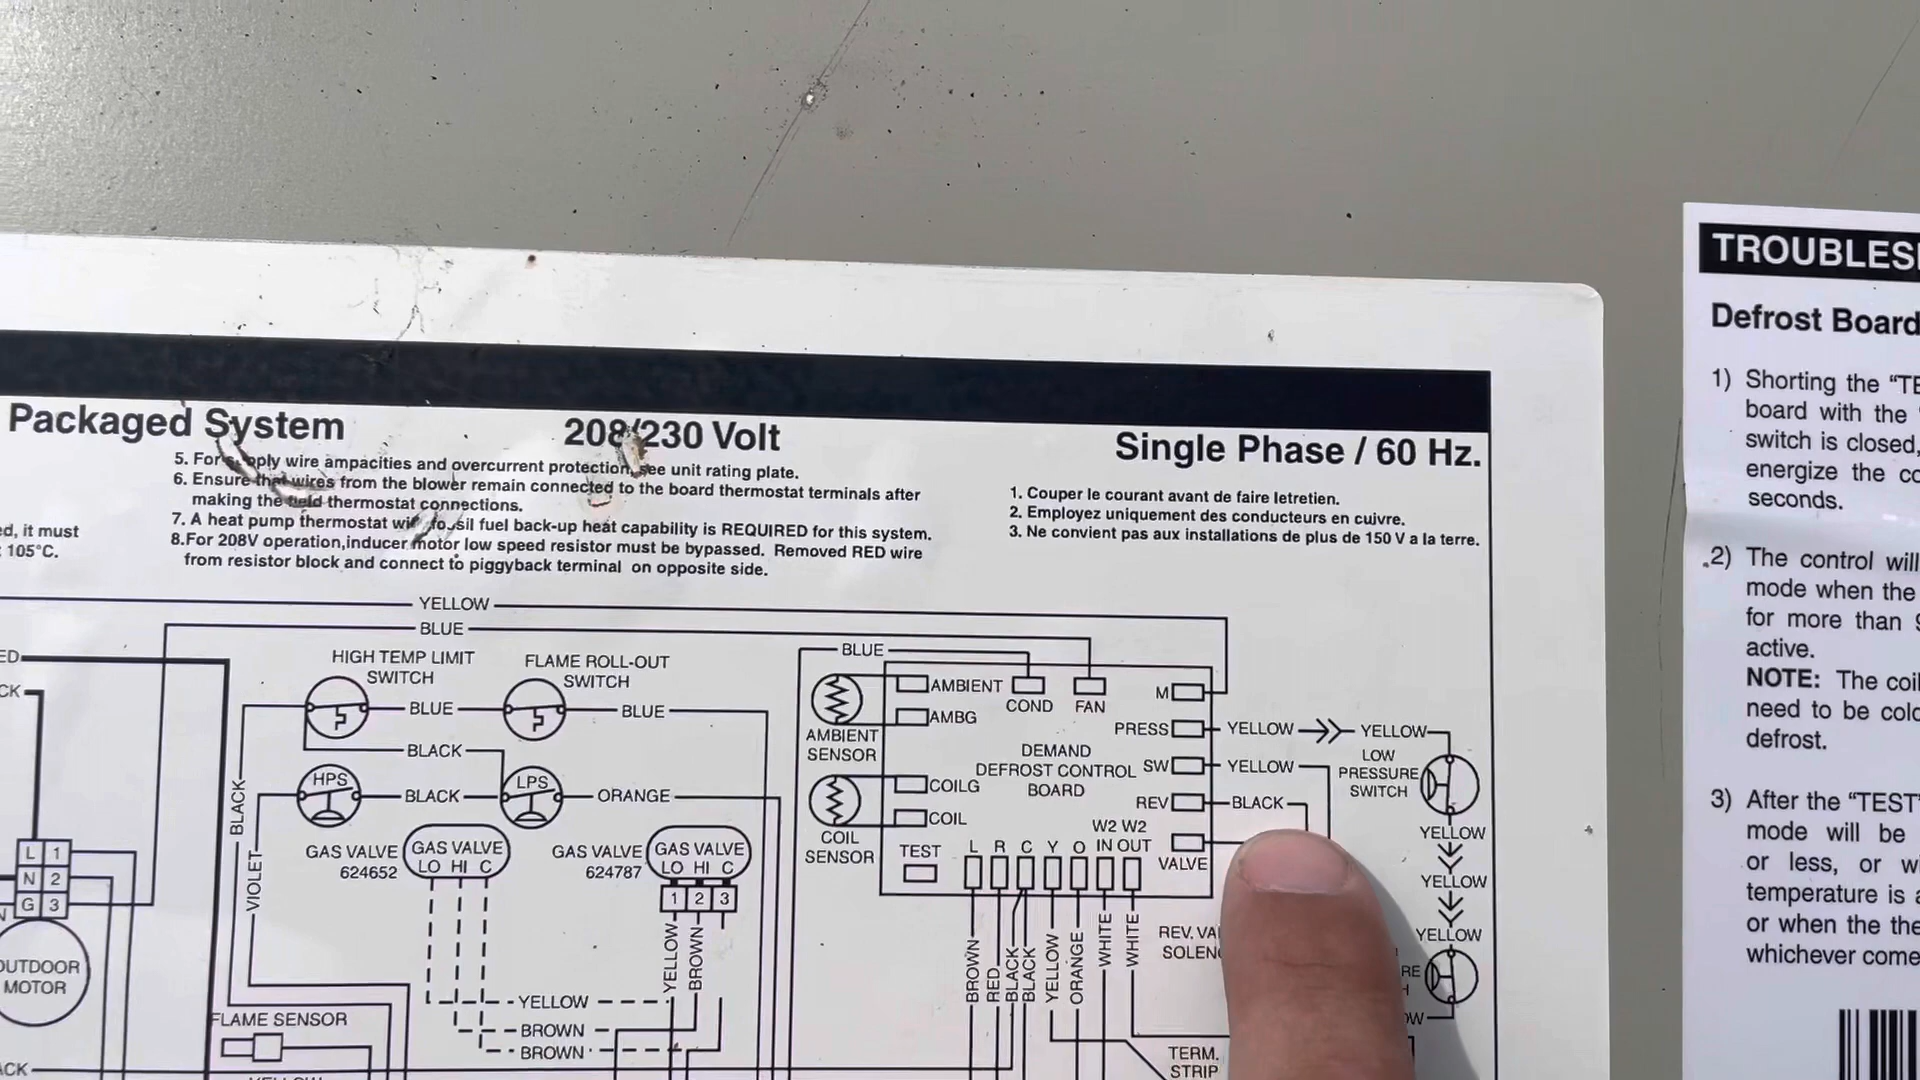 Packaged System
208/230 Volt
Single Phase / 60 Hz.
ed, it must
105°C.
5. For supply wire ampacities and overcurrent protection, see unit rating plate.
6. Ensure that wires from the blower remain connected to the board thermostat terminals after
making the field thermostat connections.
7. A heat pump thermostat with fossil fuel back-up heat capability is REQUIRED for this system.
8.For 208V operation,inducer motor low speed resistor must be bypassed. Removed RED wire
from resistor block and connect to piggyback terminal on opposite side.
1. Couper le courant avant de faire letretien.
2. Employez uniquement des conducteurs en cuivre.
3. Ne convient pas aux installations de plus de 150 V a la terre.
YELLOW
BLUE
ED
CK
HIGH TEMP LIMIT
SWITCH
FLAME ROLL-OUT
SWITCH
BLUE
BLUE
BLACK
HPS
BLACK
LPS
ORANGE
BLACK
VIOLET
GAS VALVE
624652
GAS VALVE
LO HI C
GAS VALVE
624787
GAS VALVE
LO HI C
1 2 3
YELLOW
BROWN
YELLOW
BROWN
BROWN
L 1
N 2
G 3
OUTDOOR
MOTOR
FLAME SENSOR
ACK
BLUE
AMBIENT
AMBG
COND
FAN
M
AMBIENT
SENSOR
PRESS
YELLOW
YELLOW
DEMAND
DEFROST CONTROL
BOARD
SW
YELLOW
LOW
PRESSURE
SWITCH
COILG
COIL
COIL
SENSOR
REV
BLACK
W2 W2
L R C Y O IN OUT
VALVE
TEST
YELLOW
YELLOW
YELLOW
BROWN
RED
BLACK
BLACK
YELLOW
ORANGE
WHITE
WHITE
REV. VA
SOLEN
RE
H
OW
TERM.
STRIP
TROUBLES
Defrost Board
1) Shorting the “TE
board with the
switch is closed,
energize the co
seconds.
2) The control will
mode when the
for more than
active.
NOTE: The coil
need to be cold
defrost.
3) After the “TEST”
mode will be
or less, or w
temperature is a
or when the the
whichever come